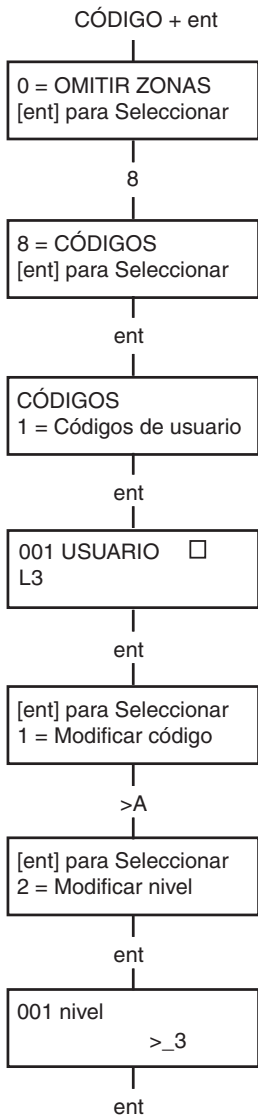 CÓDIGO + ent
0 = OMITIR ZONAS
[ent] para Seleccionar
8
8 = CÓDIGOS
[ent] para Seleccionar
ent
CÓDIGOS
1 = Códigos de usuario
ent
001 USUARIO □
L3
ent
[ent] para Seleccionar
1 = Modificar código
>A
[ent] para Seleccionar
2 = Modificar nivel
ent
001 nivel
>_3
ent